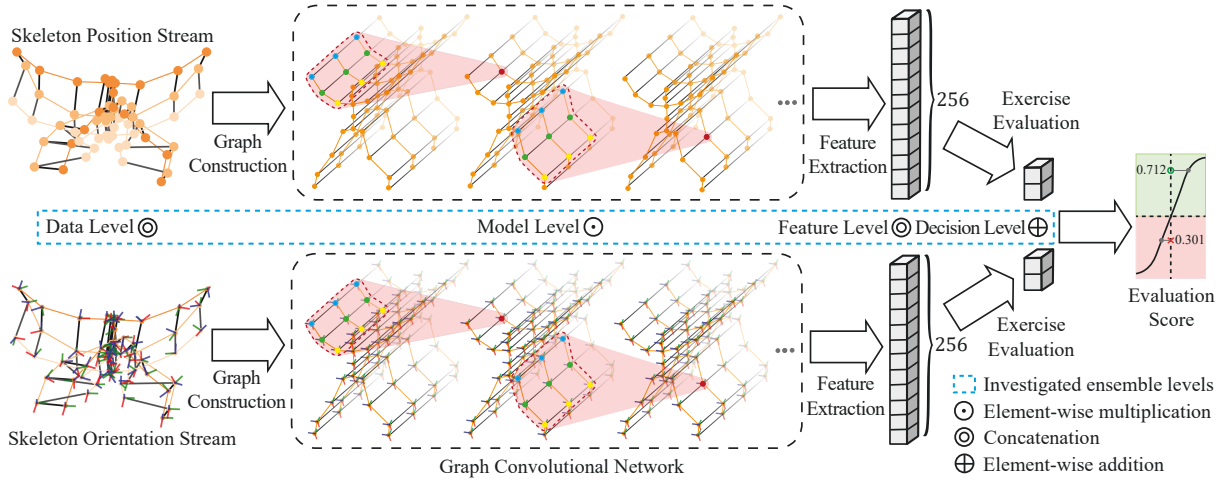 Skeleton Position Stream
Graph
Construction
...
Feature
Extraction
256
Exercise
Evaluation
Data Level
Model Level
Feature Level
Decision Level
0.712
0.301
Evaluation
Score
Graph
Construction
...
Feature
Extraction
256
Exercise
Evaluation
Skeleton Orientation Stream
Graph Convolutional Network
Investigated ensemble levels
Element-wise multiplication
Concatenation
Element-wise addition